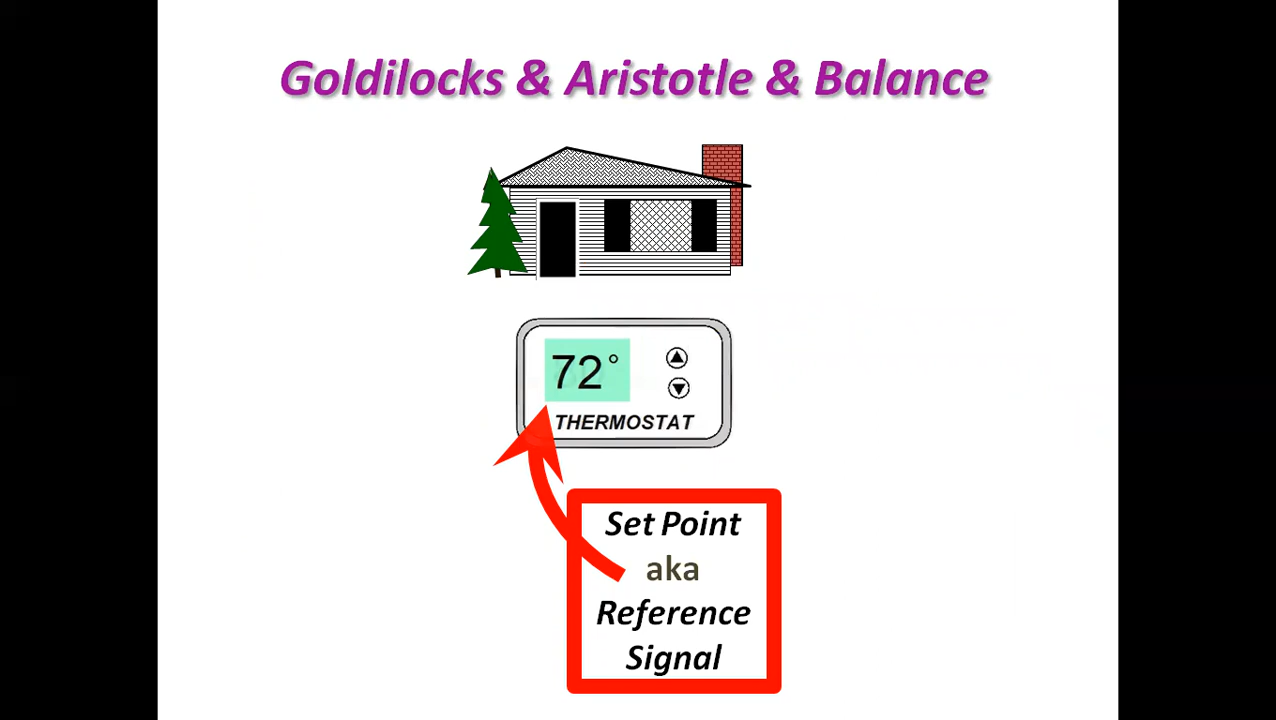 Goldilocks & Aristotle & Balance
72°
THERMOSTAT
Set Point
aka
Reference
Signal